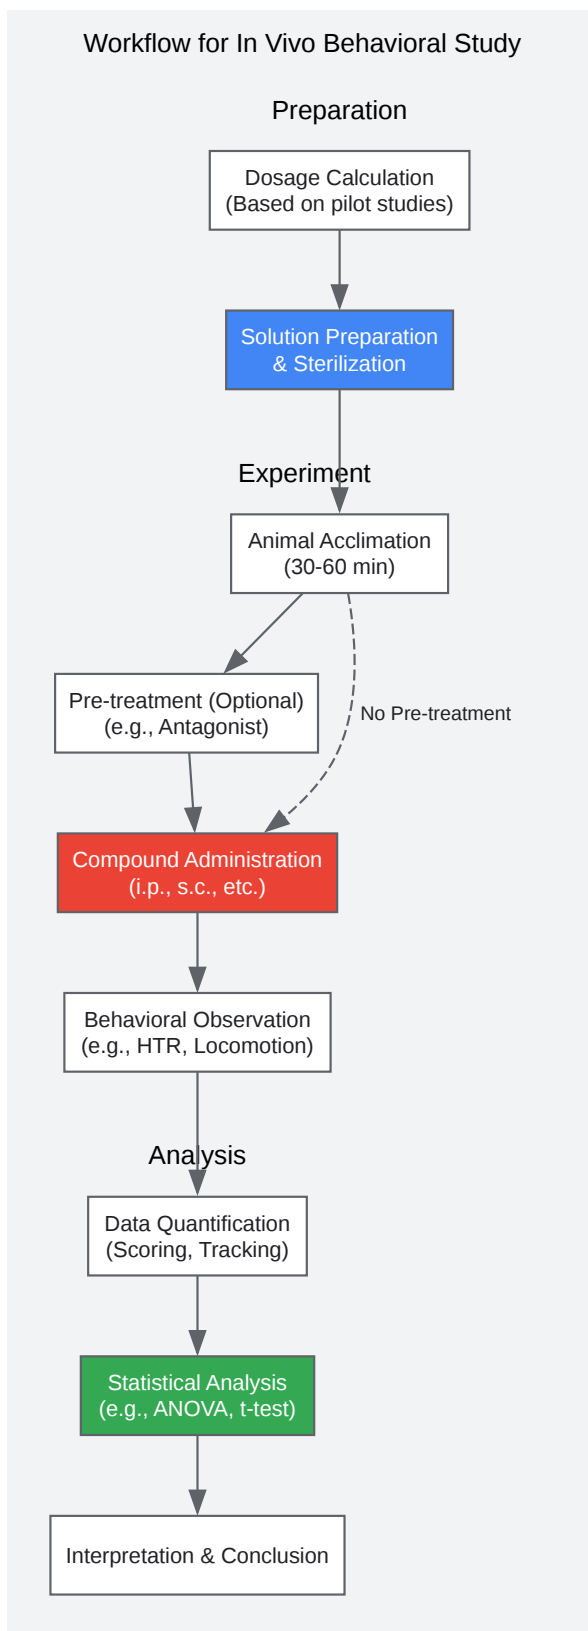 Workflow for In Vivo Behavioral Study
Preparation
Dosage Calculation
(Based on pilot studies)
Solution Preparation
& Sterilization
Experiment
Animal Acclimation
(30-60 min)
Pre-treatment (Optional)
(e.g., Antagonist)
No Pre-treatment
Compound Administration
(i.p., s.c., etc.)
Behavioral Observation
(e.g., HTR, Locomotion)
Analysis
Data Quantification
(Scoring, Tracking)
Statistical Analysis
(e.g., ANOVA, t-test)
Interpretation & Conclusion